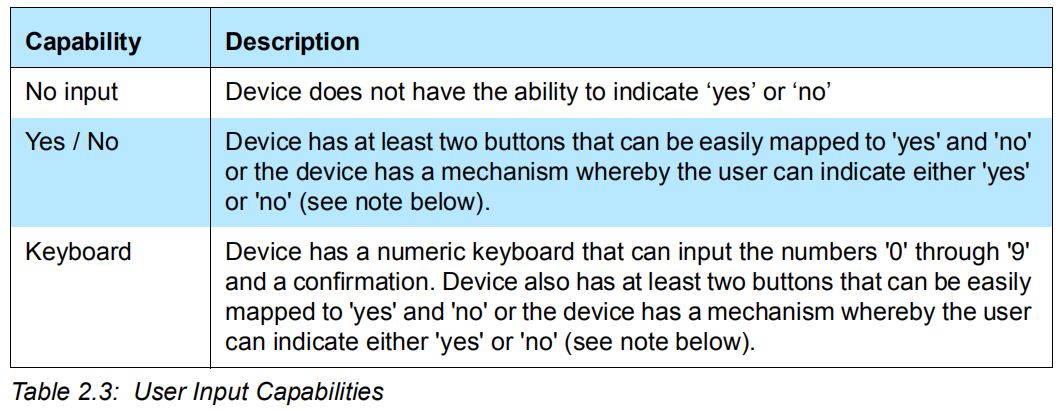 Capability Description
No input Device does not have the ability to indicate ‘yes’ or ‘no’
Yes / No Device has at least two buttons that can be easily mapped to 'yes' and 'no'
or the device has a mechanism whereby the user can indicate either 'yes'
or 'no' (see note below).
Keyboard Device has a numeric keyboard that can input the numbers '0' through '9'
and a confirmation. Device also has at least two buttons that can be easily
mapped to 'yes' and 'no' or the device has a mechanism whereby the user
can indicate either 'yes' or 'no' (see note below).
Table 2.3: User Input Capabilities